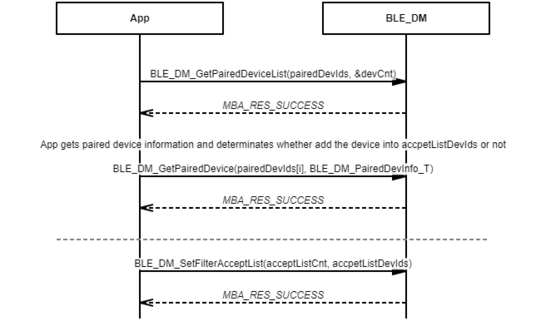 App BLE_DM
BLE_DM_GetPairedDeviceList(pairedDevIds, &devCnt)
MBA_RES_SUCCESS
App gets paired device information and determinates whether add the device into accpetListDevIds or not
BLE_DM_GetPairedDevice(pairedDevIds[i], BLE_DM_PairedDevInfo_T)
MBA_RES_SUCCESS
BLE_DM_SetFilterAcceptList(acceptListCnt, accpetListDevIds)
MBA_RES_SUCCESS